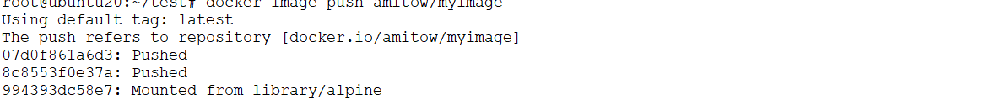 root@ubuntu20:~/test# docker image push amitow/myimage
Using default tag: latest
The push refers to repository [docker.io/amitow/myimage]
07d0f861a6d3: Pushed
8c8553f0e37a: Pushed
994393dc58e7: Mounted from library/alpine